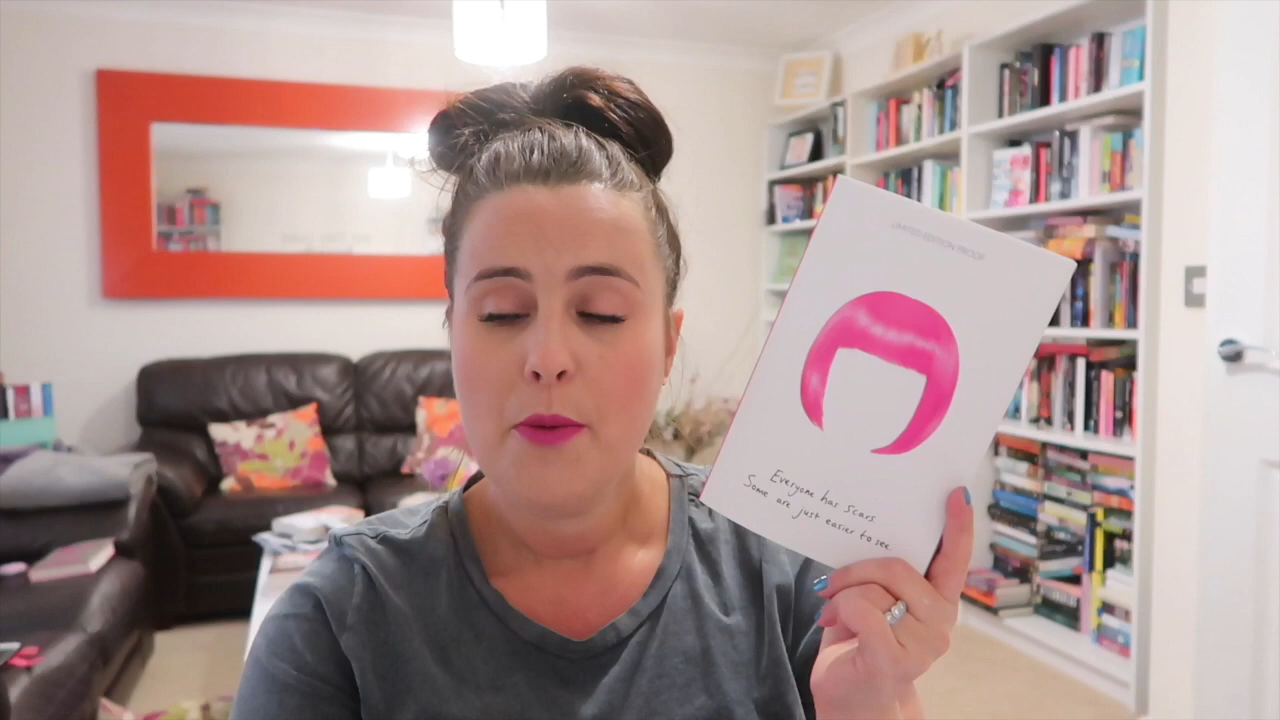 LIMITED EDITION PROOF
Everyone has scars.
Some are just easier to see.